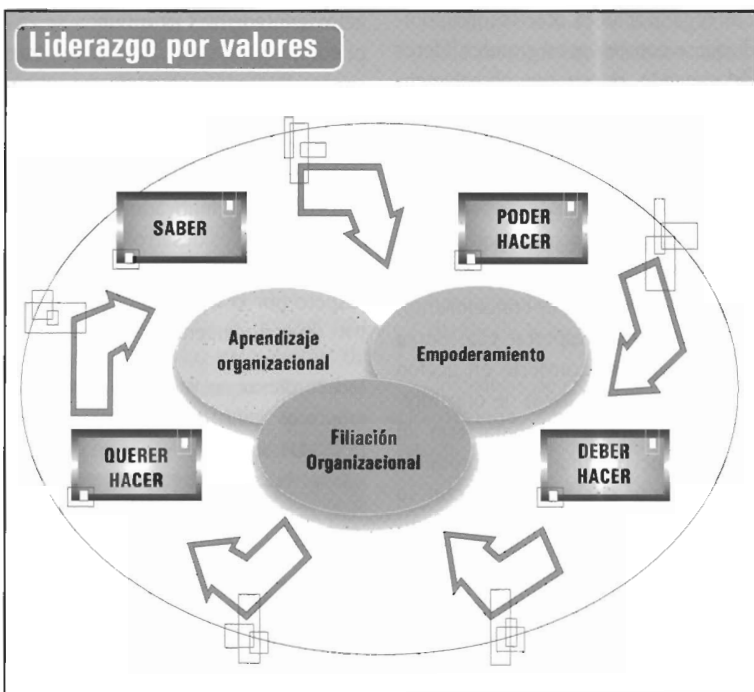 Liderazgo por valores
SABER
PODER
HACER
Aprendizaje
organizacional
Empoderamiento
Filiación
Organizacional
QUERER
HACER
DEBER
HACER